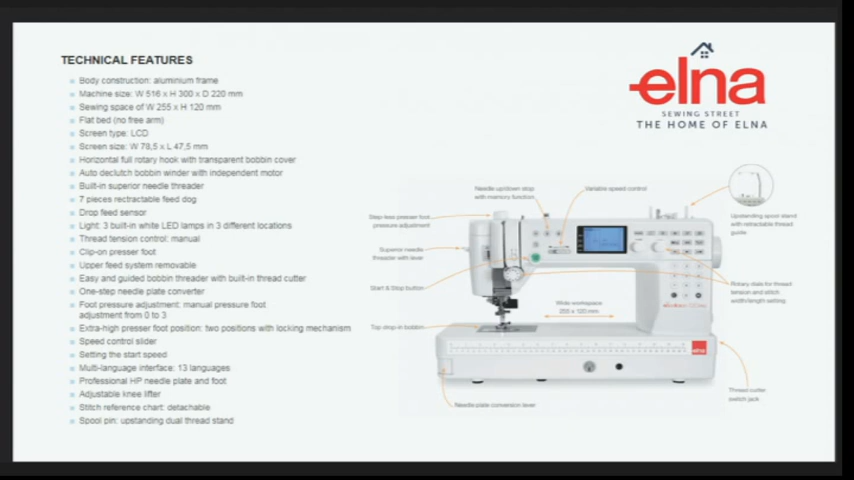 TECHNICAL FEATURES
Body construction: aluminium frame
Machine size: W 516 x H 300 x D 220 mm
Sewing space of W 255 x H 120 mm
Flat bed (no free arm)
Screen type: LCD
Screen size: W 78,5 x L 47,5 mm
Horizontal full rotary hook with transparent bobbin cover
Auto declutch bobbin winder with independent motor
Built-in superior needle threader
7 pieces rectractable feed dog
Drop feed sensor
Light: 3 built-in white LED lamps in 3 different locations
Thread tension control: manual
Clip-on presser foot
Upper feed system removable
Easy and guided bobbin threader with built-in thread cutter
One-step needle plate converter
Foot pressure adjustment: manual pressure foot
adjustment from 0 to 3
Extra-high presser foot position: two positions with locking mechanism
Speed control slider
Setting the start speed
Multi-language interface: 13 languages
Professional HP needle plate and foot
Adjustable knee lifter
Stitch reference chart: detachable
Spool pin: upstanding dual thread stand
elna
SEWING STREET
THE HOME OF ELNA
Needle up/down stop
with memory function
Variable speed control
Step-less presser foot
pressure adjustment
Superior needle
threader with lever
Start & Stop button
Top drop in bobbin
Needle plate conversion lever
Wide workspace
255 x 120 mm
Upstanding spool stand
with retractable thread
guide
Rotary dials for thread
tension and stitch
width/length setting
Thread cutter
switch jack
elna